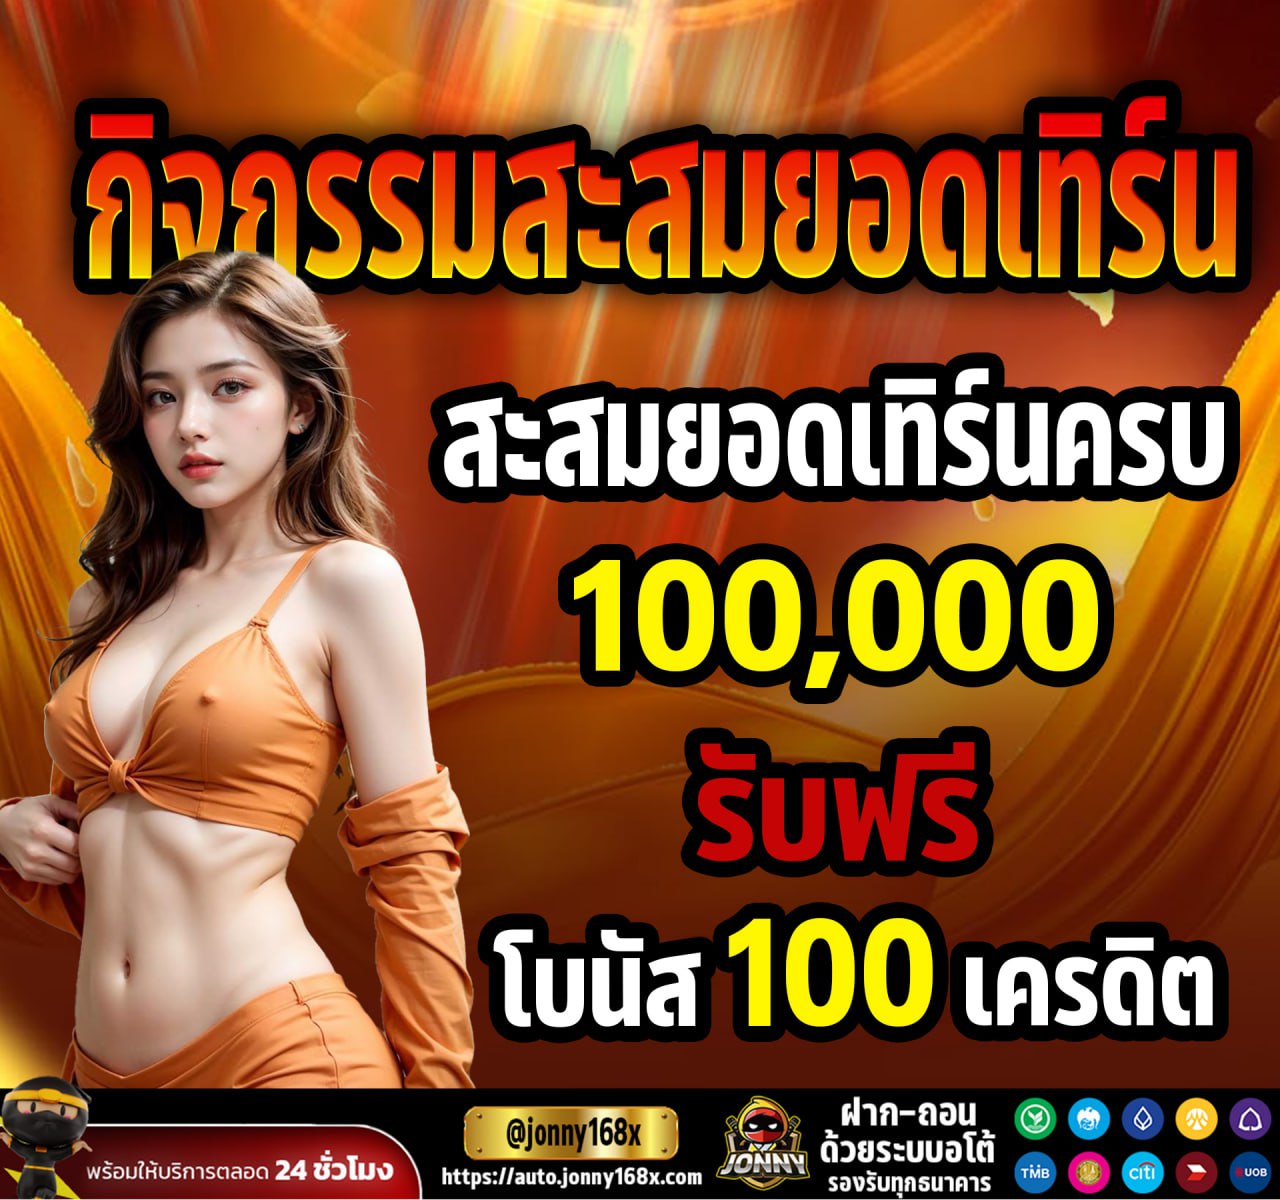 กิจกรรมสะสมยอดเทิร์น
สะสมยอดเทิร์นครบ
100,000
รับฟรี
โบนัส 100 เครดิต
พร้อมให้บริการตลอด 24 ชั่วโมง
@jonny168x
https://auto.jonny168x.com
JONNY
ฝาก-ถอน
ด้วยระบบออโต้
รองรับทุกธนาคาร
TMB
citi
UOB